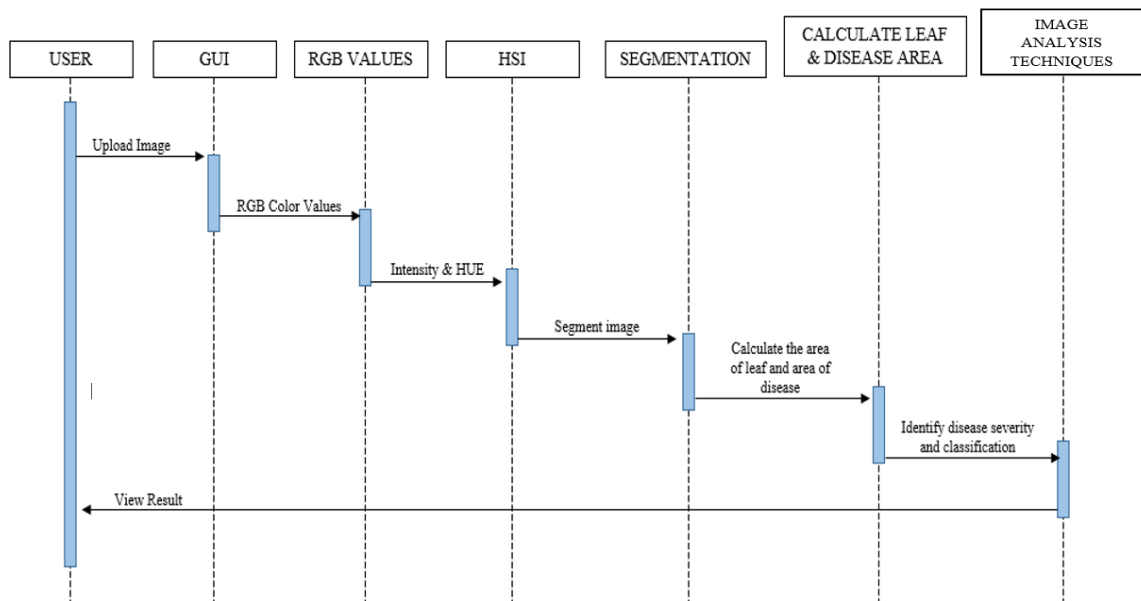 USER
GUI
RGB VALUES
HSI
SEGMENTATION
CALCULATE LEAF
& DISEASE AREA
IMAGE
ANALYSIS
TECHNIQUES
Upload Image
RGB Color Values
Intensity & HUE
Segment image
Calculate the area
of leaf and area of
disease
Identify disease severity
and classification
View Result